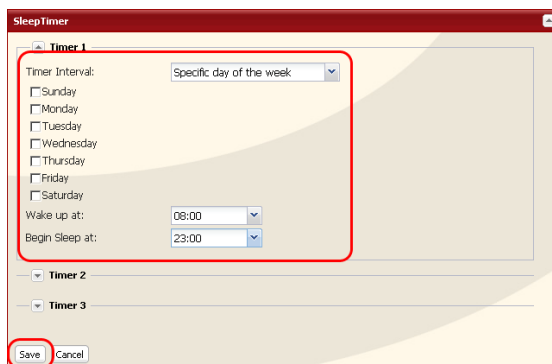 SleepTimer
Timer 1
Timer Interval: Specific day of the week
Sunday
Monday
Tuesday
Wednesday
Thursday
Friday
Saturday
Wake up at: 08:00
Begin Sleep at: 23:00
Timer 2
Timer 3
Save Cancel